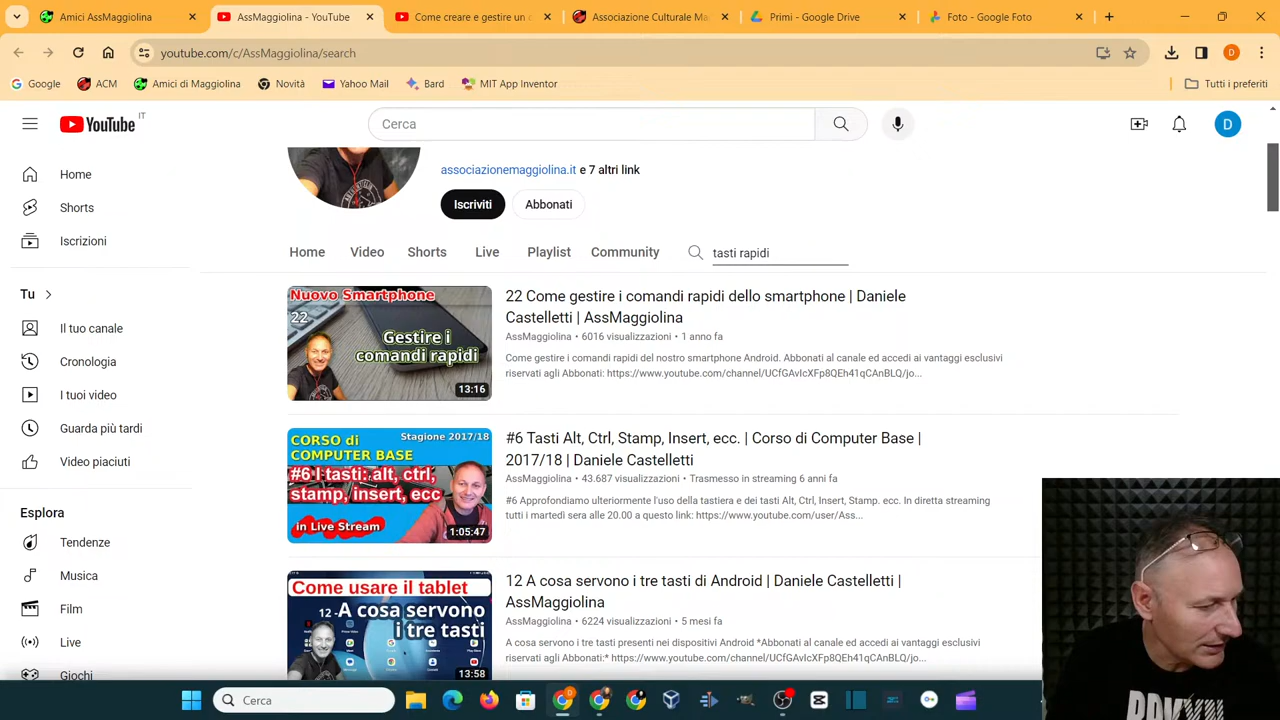 Amici AssMaggiolina
AssMaggiolina - YouTube
Come creare e gestire un c
Associazione Culturale Ma
Primi - Google Drive
Foto - Google Foto
youtube.com/c/AssMaggiolina/search
Google
ACM
Amici di Maggiolina
Novità
Yahoo Mail
Bard
MIT App Inventor
Tutti i preferiti
YouTube IT
Cerca
D
D
Home
Shorts
Iscrizioni
Tu
Il tuo canale
Cronologia
I tuoi video
Guarda più tardi
Video piaciuti
Esplora
Tendenze
Musica
Film
Live
Giochi
associazionemaggiolina.it e 7 altri link
Iscriviti
Abbonati
Home
Video
Shorts
Live
Playlist
Community
tasti rapidi
Nuovo Smartphone
22
Gestire i
comandi rapidi
13:16
22 Come gestire i comandi rapidi dello smartphone | Daniele
Castelletti | AssMaggiolina
AssMaggiolina • 6016 visualizzazioni • 1 anno fa
Come gestire i comandi rapidi del nostro smartphone Android. Abbonati al canale ed accedi ai vantaggi esclusivi
riservati agli Abbonati: https://www.youtube.com/channel/UCfGAvIcXFp8QEh41qCAnBLQ/jo...
CORSO di
COMPUTER BASE
Stagione 2017/18
#6 I tasti: alt, ctrl,
stamp, insert, ecc
in Live Stream
1:05:47
#6 Tasti Alt, Ctrl, Stamp, Insert, ecc. | Corso di Computer Base |
2017/18 | Daniele Castelletti
AssMaggiolina • 43.687 visualizzazioni • Trasmesso in streaming 6 anni fa
#6 Approfondiamo ulteriormente l'uso della tastiera e dei tasti Alt, Ctrl, Insert, Stamp. ecc. In diretta streaming
tutti i martedì sera alle 20.00 a questo link: https://www.youtube.com/user/Ass...
Come usare il tablet
12 - A cosa servono
i tre tasti
13:58
12 A cosa servono i tre tasti di Android | Daniele Castelletti |
AssMaggiolina
AssMaggiolina • 6224 visualizzazioni • 5 mesi fa
A cosa servono i tre tasti presenti nei dispositivi Android *Abbonati al canale ed accedi ai vantaggi esclusivi
riservati agli Abbonati:* https://www.youtube.com/channel/UCfGAvIcXFp8QEh41qCAnBLQ/jo...
Cerca